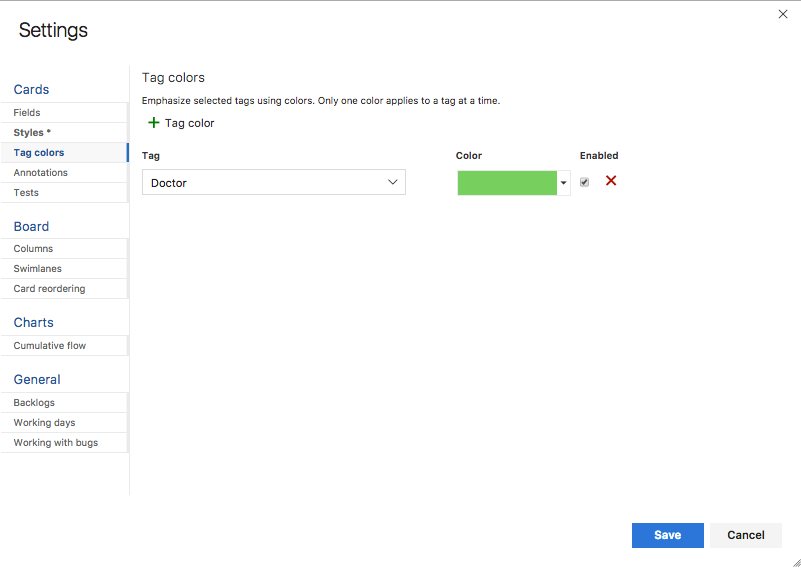 Settings
Cards
Fields
Styles *
Tag colors
Annotations
Tests
Board
Columns
Swimlanes
Card reordering
Charts
Cumulative flow
General
Backlogs
Working days
Working with bugs
Tag colors
Emphasize selected tags using colors. Only one color applies to a tag at a time.
+ Tag color
Tag Color Enabled
Doctor
Save Cancel